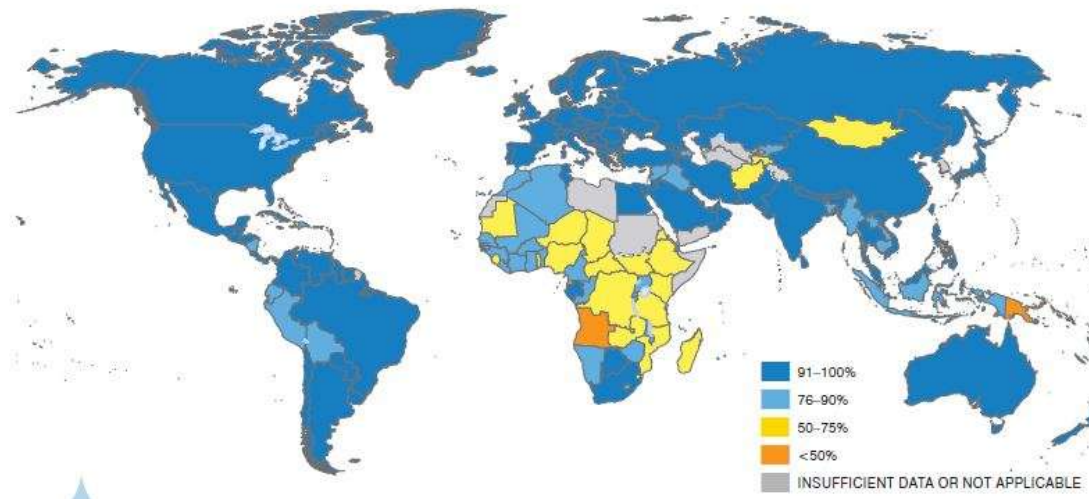 91–100%
76–90%
50–75%
<50%
INSUFFICIENT DATA OR NOT APPLICABLE